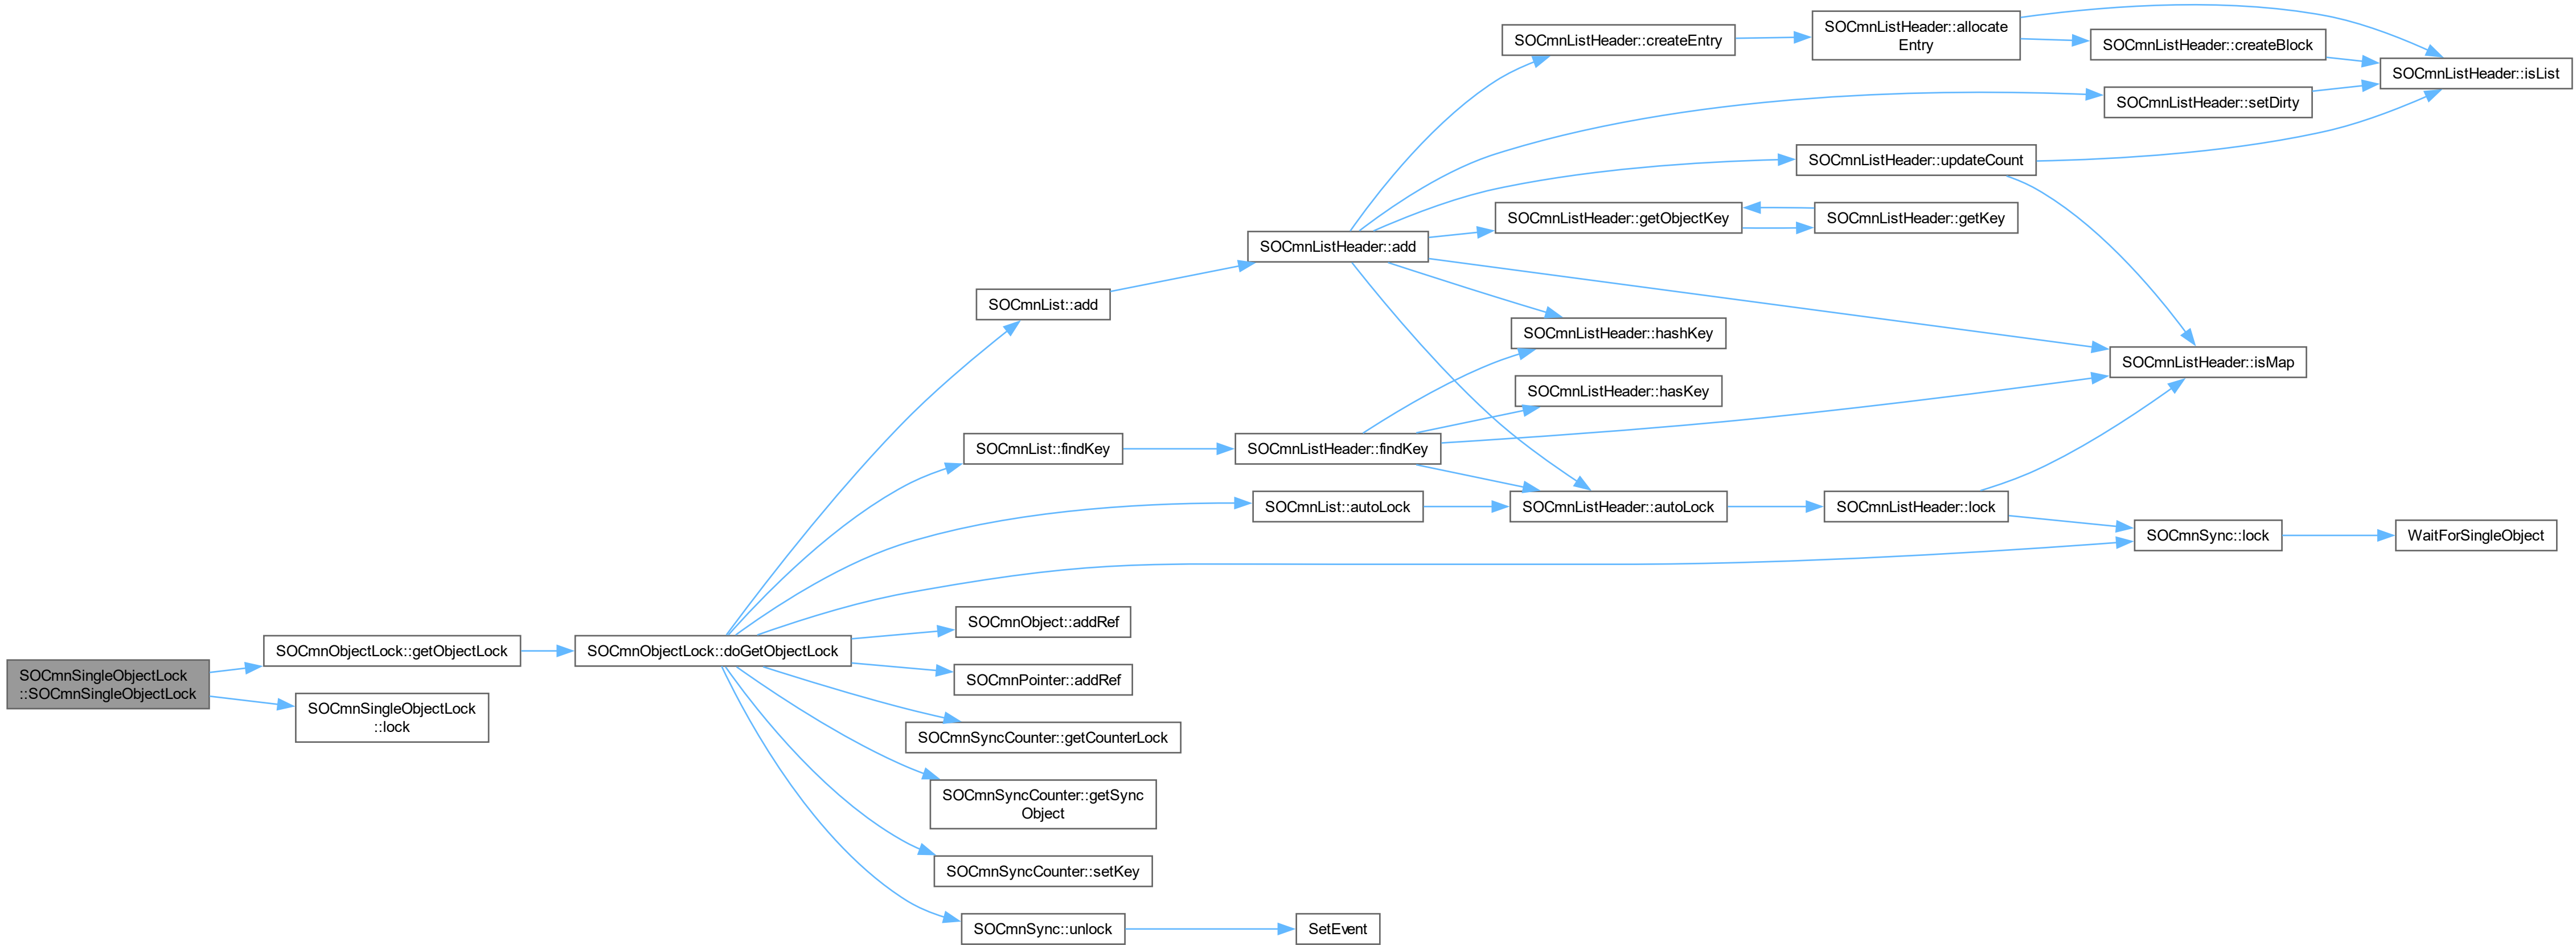 SOCmnSingleObjectLock
::SOCmnSingleObjectLock
SOCmnObjectLock::getObjectLock
SOCmnSingleObjectLock
::lock
SOCmnObjectLock::doGetObjectLock
SOCmnList::add
SOCmnList::findKey
SOCmnList::autoLock
SOCmnObject::addRef
SOCmnPointer::addRef
SOCmnSyncCounter::getCounterLock
SOCmnSyncCounter::getSync
Object
SOCmnSyncCounter::setKey
SOCmnSync::unlock
SetEvent
SOCmnListHeader::add
SOCmnListHeader::findKey
SOCmnListHeader::createEntry
SOCmnListHeader::allocate
Entry
SOCmnListHeader::createBlock
SOCmnListHeader::isList
SOCmnListHeader::setDirty
SOCmnListHeader::updateCount
SOCmnListHeader::getObjectKey
SOCmnListHeader::getKey
SOCmnListHeader::hashKey
SOCmnListHeader::isMap
SOCmnListHeader::hasKey
SOCmnListHeader::autoLock
SOCmnListHeader::lock
SOCmnSync::lock
WaitForSingleObject